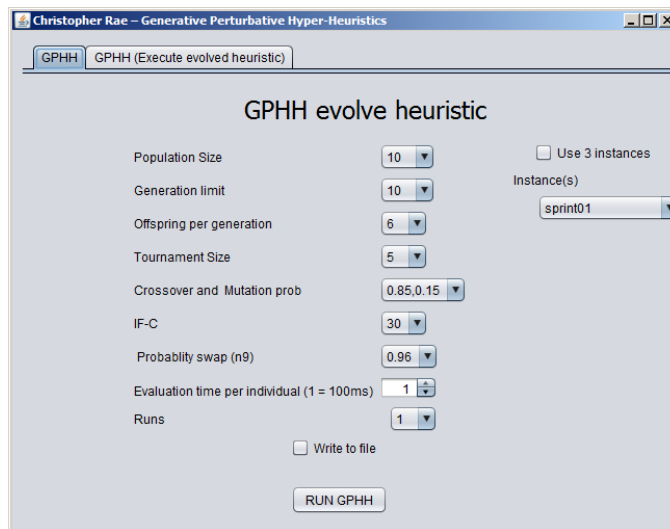 Christopher Rae – Generative Perturbative Hyper-Heuristics
GPHH GPHH (Execute evolved heuristic)
GPHH evolve heuristic
Population Size 10 Use 3 instances
Instance(s)
Generation limit 10
sprint01
Offspring per generation 6
Tournament Size 5
Crossover and Mutation prob 0.85,0.15
IF-C 30
Probablity swap (n9) 0.96
Evaluation time per individual (1 = 100ms) 1
Runs 1
Write to file
RUN GPHH